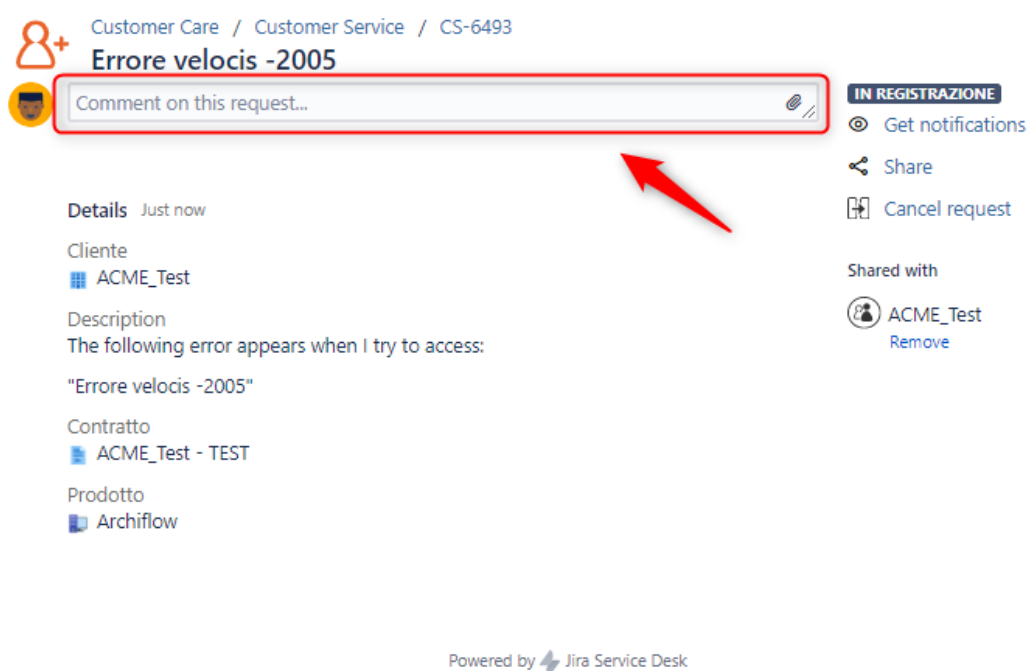 Customer Care / Customer Service / CS-6493
Errore velocis -2005
Comment on this request...
IN REGISTRAZIONE
Get notifications
Share
Cancel request
Shared with
ACME_Test
Remove
Details Just now
Cliente
ACME_Test
Description
The following error appears when I try to access:
"Errore velocis -2005"
Contratto
ACME_Test - TEST
Prodotto
Archiflow
Powered by Jira Service Desk